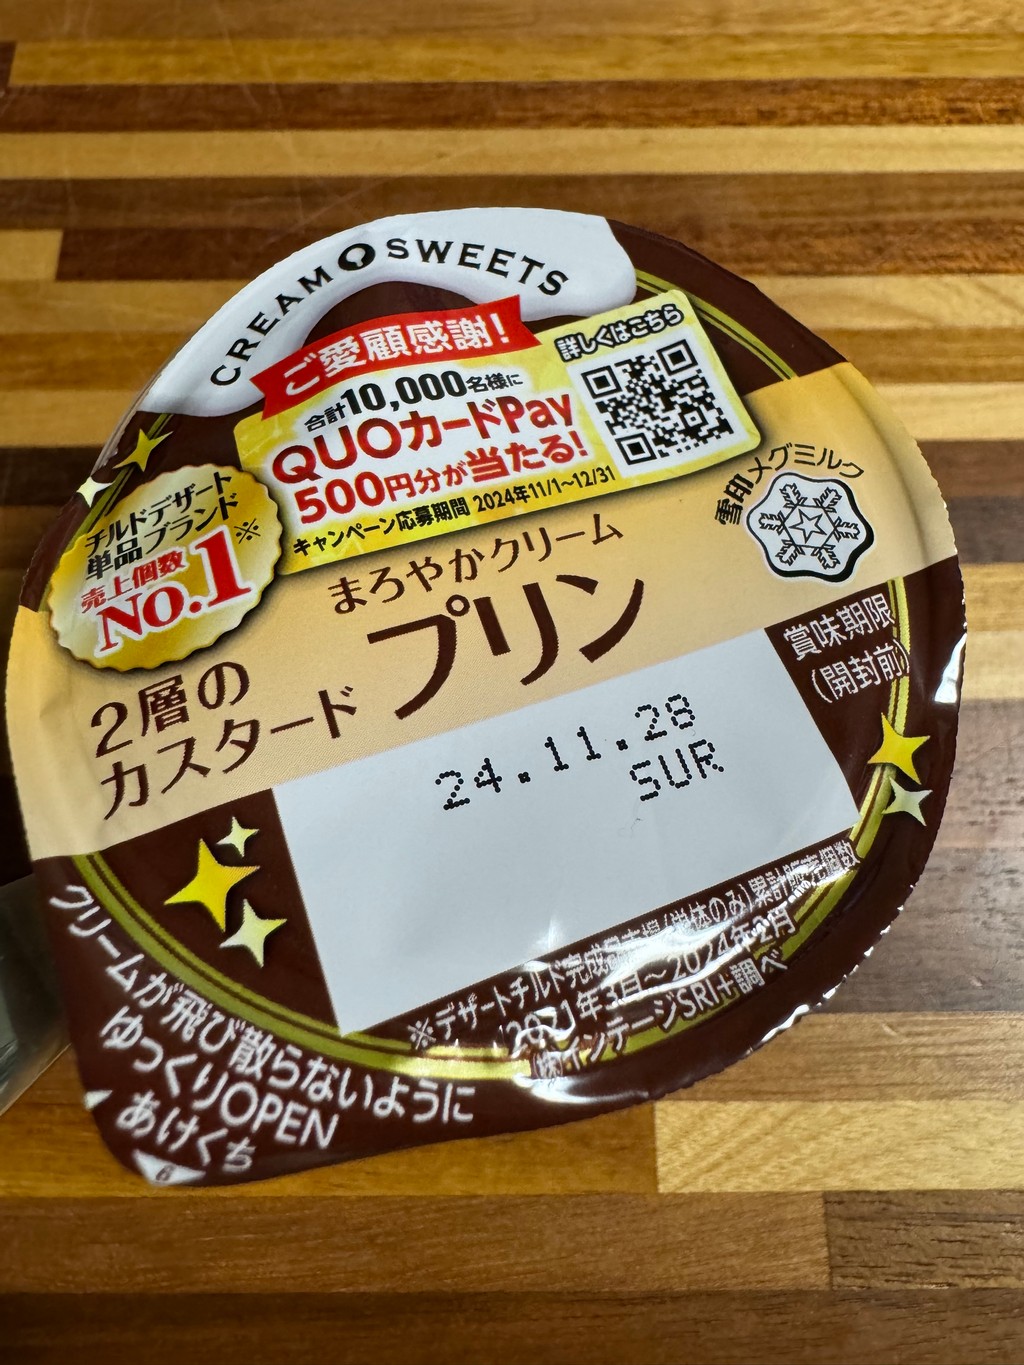 CREAM SWEETS
ご愛顧感謝!
合計10,000名様に
QUOカードPay
500円分が当たる!
キャンペーン応募期間 2024年11/1~12/31
詳しくはこちら
チルドデザート
単品ブランド※
売上個数
No.1
雪印メグミルク
まろやかクリーム
2層の
カスタード
プリン
賞味期限
(開封前)
24.11.28
SUR
※デザートチルド完成品市場(単体のみ)累計販売個数
(2021年3月~2024年2月
㈱インテージSRI+調べ
クリームが飛び散らないように
ゆっくりOPEN
あけくち
6